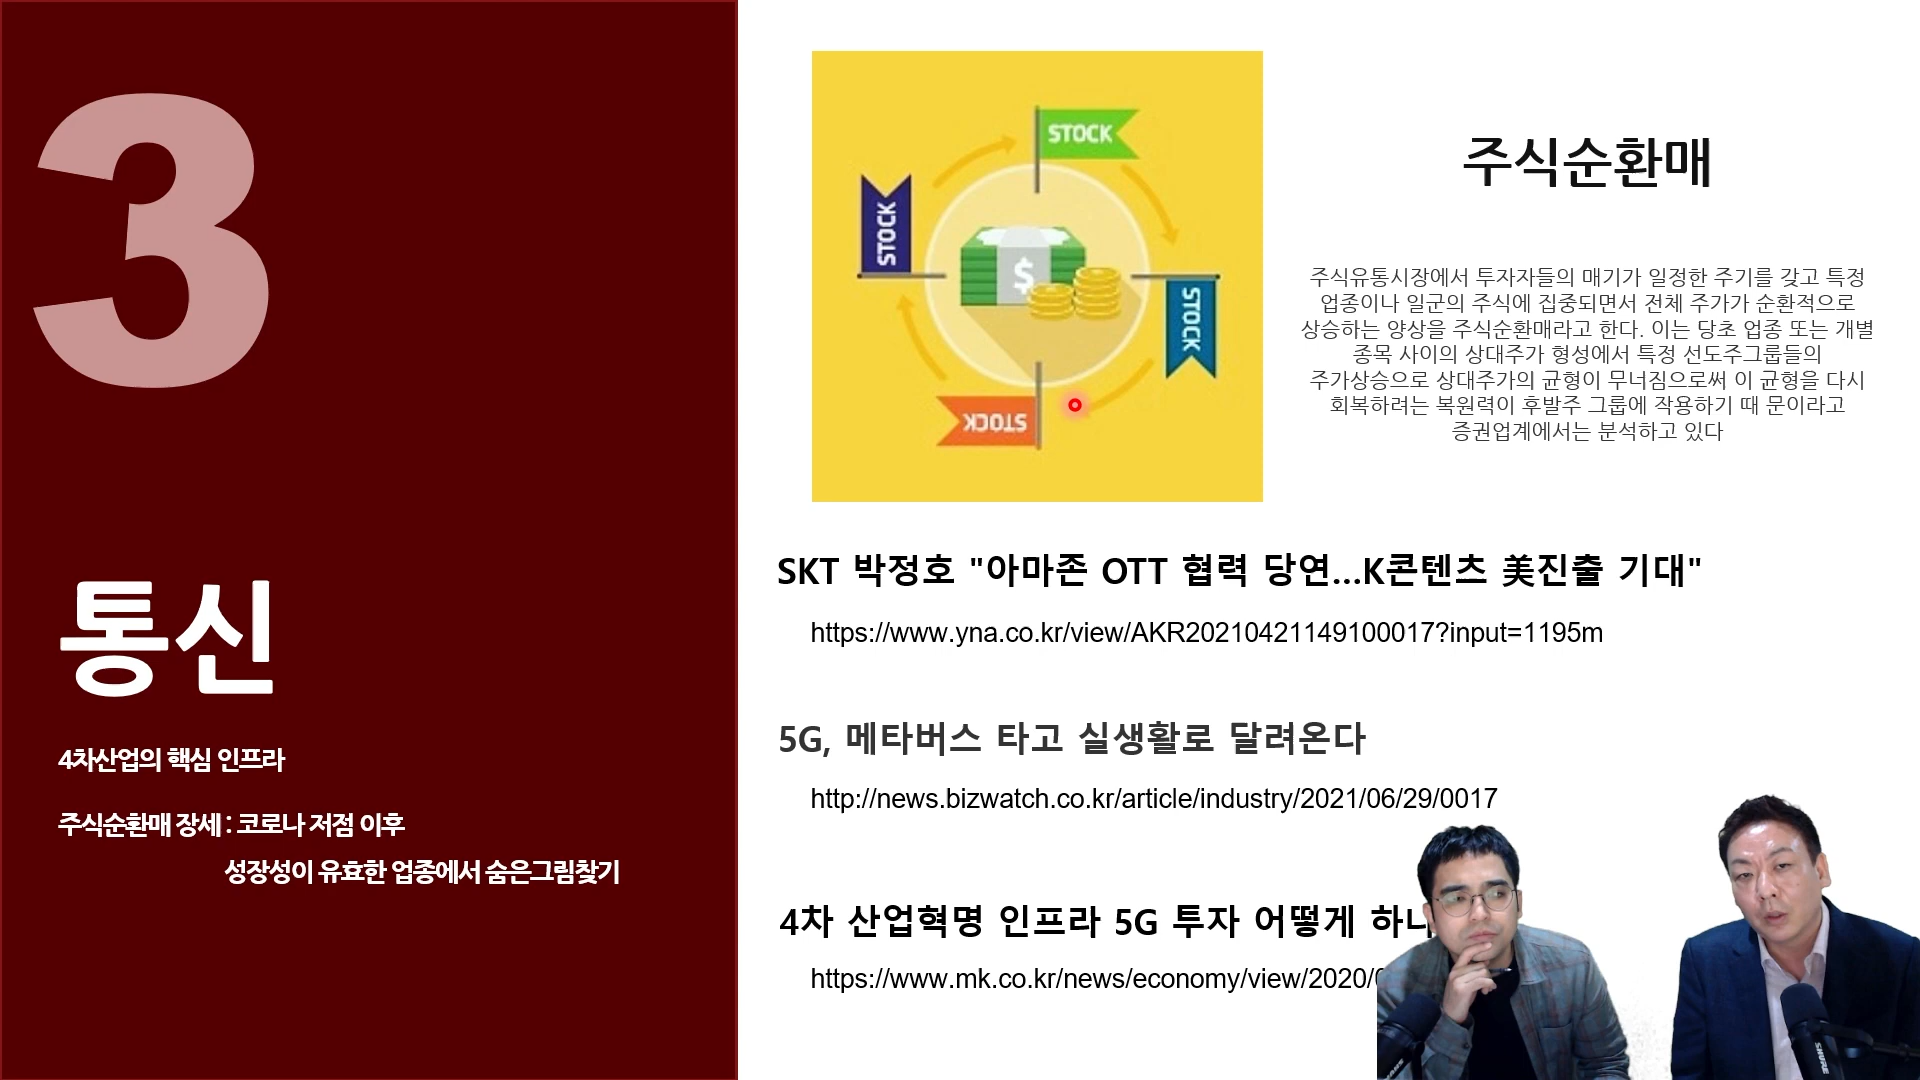 3
통신
4차산업의 핵심 인프라
주식순환매 장세 : 코로나 저점 이후
성장성이 유효한 업종에서 숨은그림찾기
STOCK
STOCK
STOCK
STOCK
$
주식순환매
주식유통시장에서 투자자들의 매기가 일정한 주기를 갖고 특정
업종이나 일군의 주식에 집중되면서 전체 주가가 순환적으로
상승하는 양상을 주식순환매라고 한다. 이는 당초 업종 또는 개별
종목 사이의 상대주가 형성에서 특정 선도주그룹들의
주가상승으로 상대주가의 균형이 무너짐으로써 이 균형을 다시
회복하려는 복원력이 후발주 그룹에 작용하기 때 문이라고
증권업계에서는 분석하고 있다
SKT 박정호 "아마존 OTT 협력 당연...K콘텐츠 美진출 기대"
https://www.yna.co.kr/view/AKR20210421149100017?input=1195m
5G, 메타버스 타고 실생활로 달려온다
http://news.bizwatch.co.kr/article/industry/2021/06/29/0017
4차 산업혁명 인프라 5G 투자 어떻게
https://www.mk.co.kr/news/economy/view/2020/
SHURE